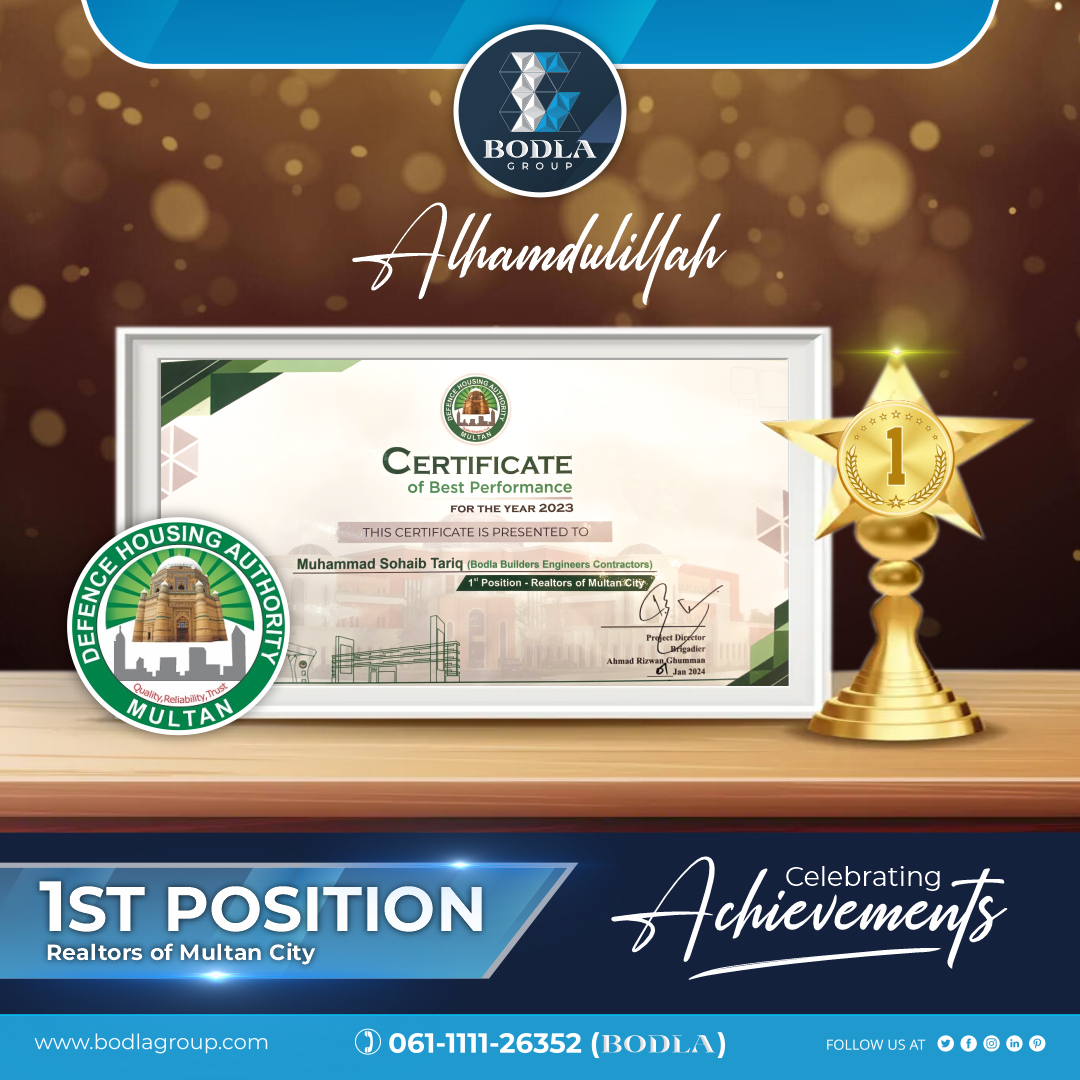 BODLA
GROUP
Alhamdulillah
DEFENCE HOUSING AUTHORITY
MULTAN
CERTIFICATE
of Best Performance
FOR THE YEAR 2023
THIS CERTIFICATE IS PRESENTED TO
Muhammad Sohaib Tariq (Bodla Builders Engineers Contractors)
1st Position - Realtors of Multan City
Project Director
Brigadier
Ahmad Rizwan Ghumman
01 Jan 2024
1
DEFENCE HOUSING AUTHORITY
Quality, Reliability, Trust
MULTAN
1ST POSITION
Realtors of Multan City
Celebrating
Achievements
www.bodlagroup.com
061-1111-26352 (BODLA)
FOLLOW US AT